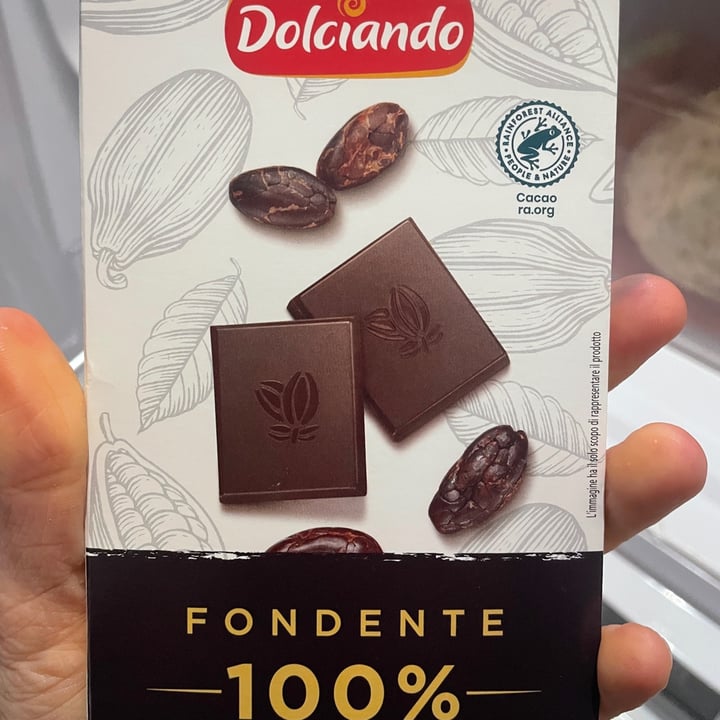 Dolciando
RAINFOREST ALLIANCE
PEOPLE & NATURE
Cacao
ra.org
L'immagine ha il solo scopo di rappresentare il prodotto
FONDENTE
100%